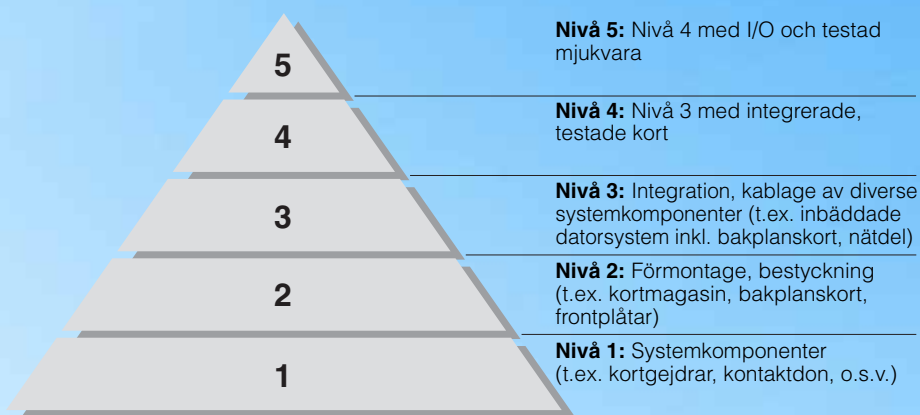 5
Nivå 5: Nivå 4 med I/O och testad
mjukvara
4
Nivå 4: Nivå 3 med integrerade,
testade kort
3
Nivå 3: Integration, kablage av diverse
systemkomponenter (t.ex. inbäddade
datorsystem inkl. bakplanskort, nätdel)
2
Nivå 2: Förmontage, bestyckning
(t.ex. kortmagasin, bakplanskort,
frontplåtar)
1
Nivå 1: Systemkomponenter
(t.ex. kortgejdrar, kontaktdon, o.s.v.)